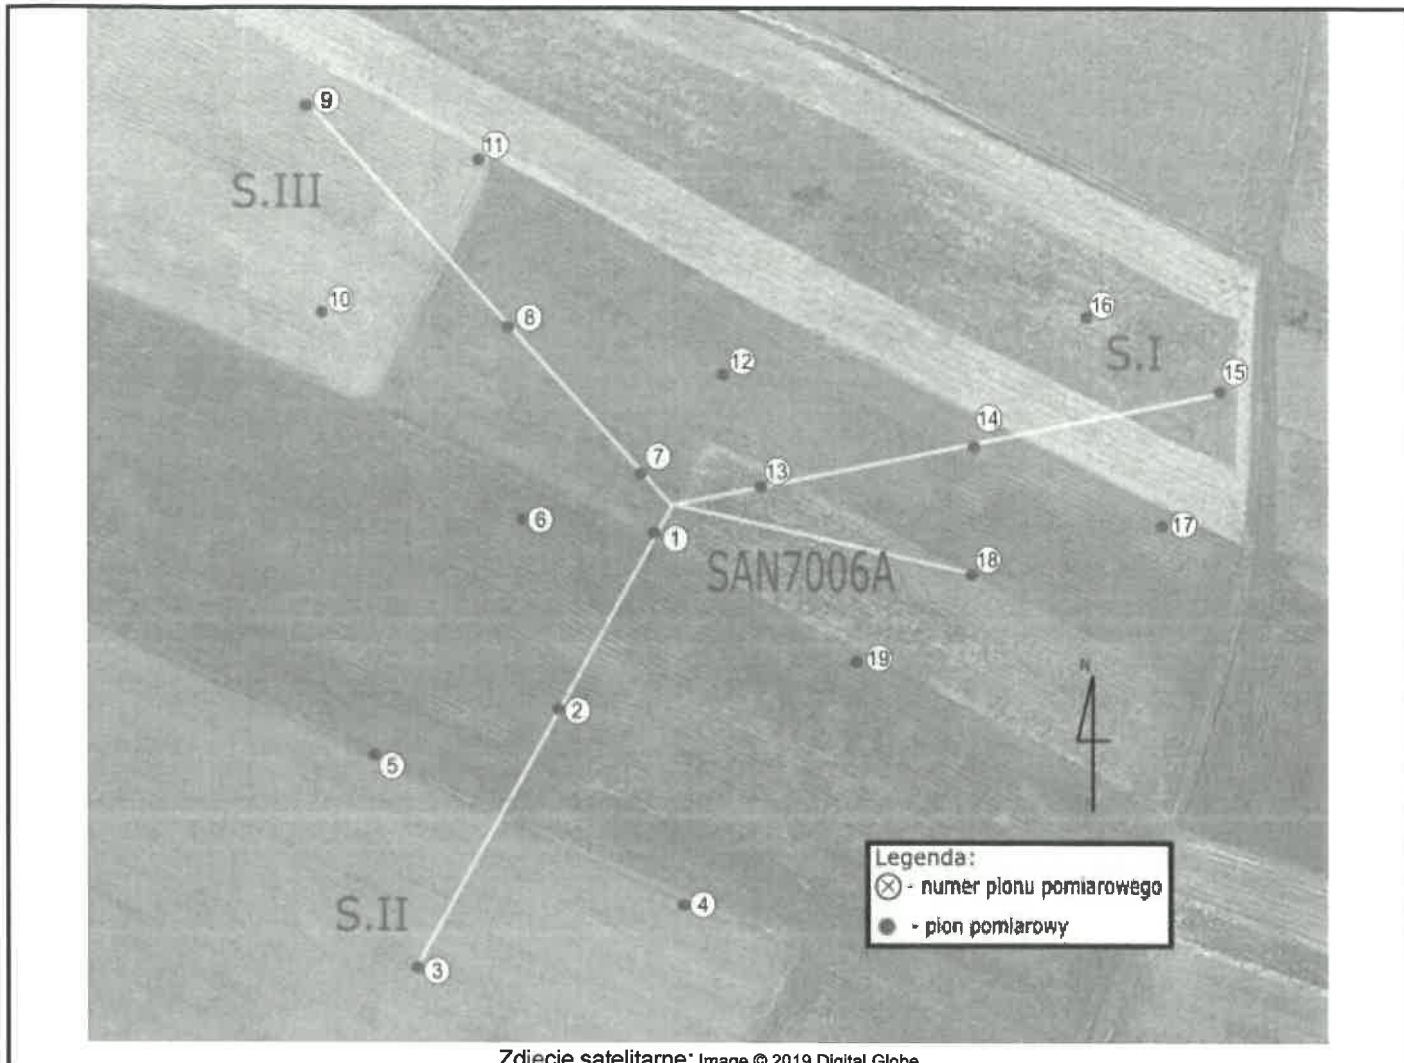 9
11
S.III
10
8
16
S.I
12
15
14
7
13
6
1
17
SAN7006A
18
19
N
2
5
Legenda:
- numer pionu pomiarowego
4
- pion pomiarowy
S.II
3
Zdjęcie satelitarne: Image © 2019 Digital Globe